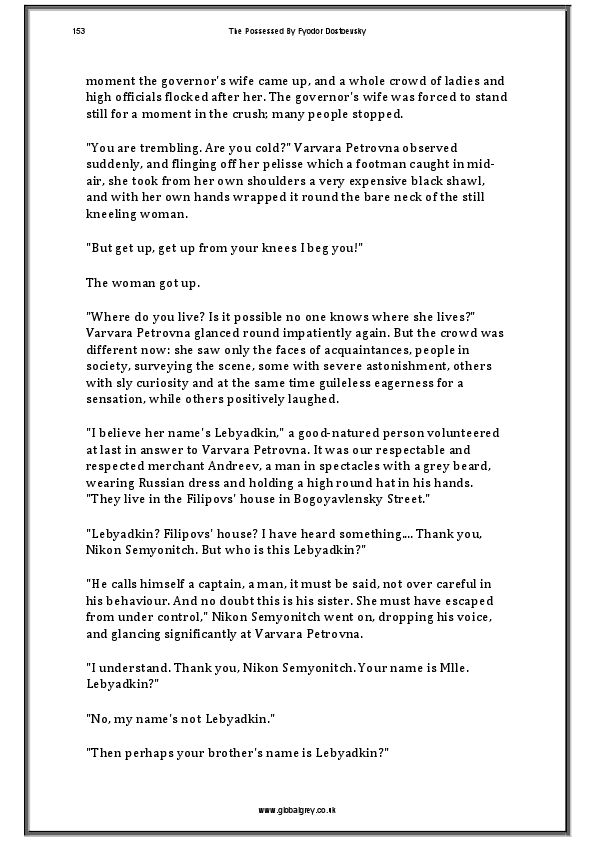 153 The Possessed By Fyodor Dostoevsky
moment the governor's wife came up, and a whole crowd of ladies and
high officials flocked after her. The governor's wife was forced to stand
still for a moment in the crush; many people stopped.
"You are trembling. Are you cold?" Varvara Petrovna observed
suddenly, and flinging off her pelisse which a footman caught in mid-
air, she took from her own shoulders a very expensive black shawl,
and with her own hands wrapped it round the bare neck of the still
kneeling woman.
"But get up, get up from your knees I beg you!"
The woman got up.
"Where do you live? Is it possible no one knows where she lives?"
Varvara Petrovna glanced round impatiently again. But the crowd was
different now: she saw only the faces of acquaintances, people in
society, surveying the scene, some with severe astonishment, others
with sly curiosity and at the same time guileless eagerness for a
sensation, while others positively laughed.
"I believe her name's Lebyadkin," a good-natured person volunteered
at last in answer to Varvara Petrovna. It was our respectable and
respected merchant Andreev, a man in spectacles with a grey beard,
wearing Russian dress and holding a high round hat in his hands.
"They live in the Filipovs' house in Bogoyavlensky Street."
"Lebyadkin? Filipovs' house? I have heard something.... Thank you,
Nikon Semyonitch. But who is this Lebyadkin?"
"He calls himself a captain, a man, it must be said, not over careful in
his behaviour. And no doubt this is his sister. She must have escaped
from under control," Nikon Semyonitch went on, dropping his voice,
and glancing significantly at Varvara Petrovna.
"I understand. Thank you, Nikon Semyonitch. Your name is Mlle.
Lebyadkin?"
"No, my name's not Lebyadkin."
"Then perhaps your brother's name is Lebyadkin?"
www.globalgrey.co.uk